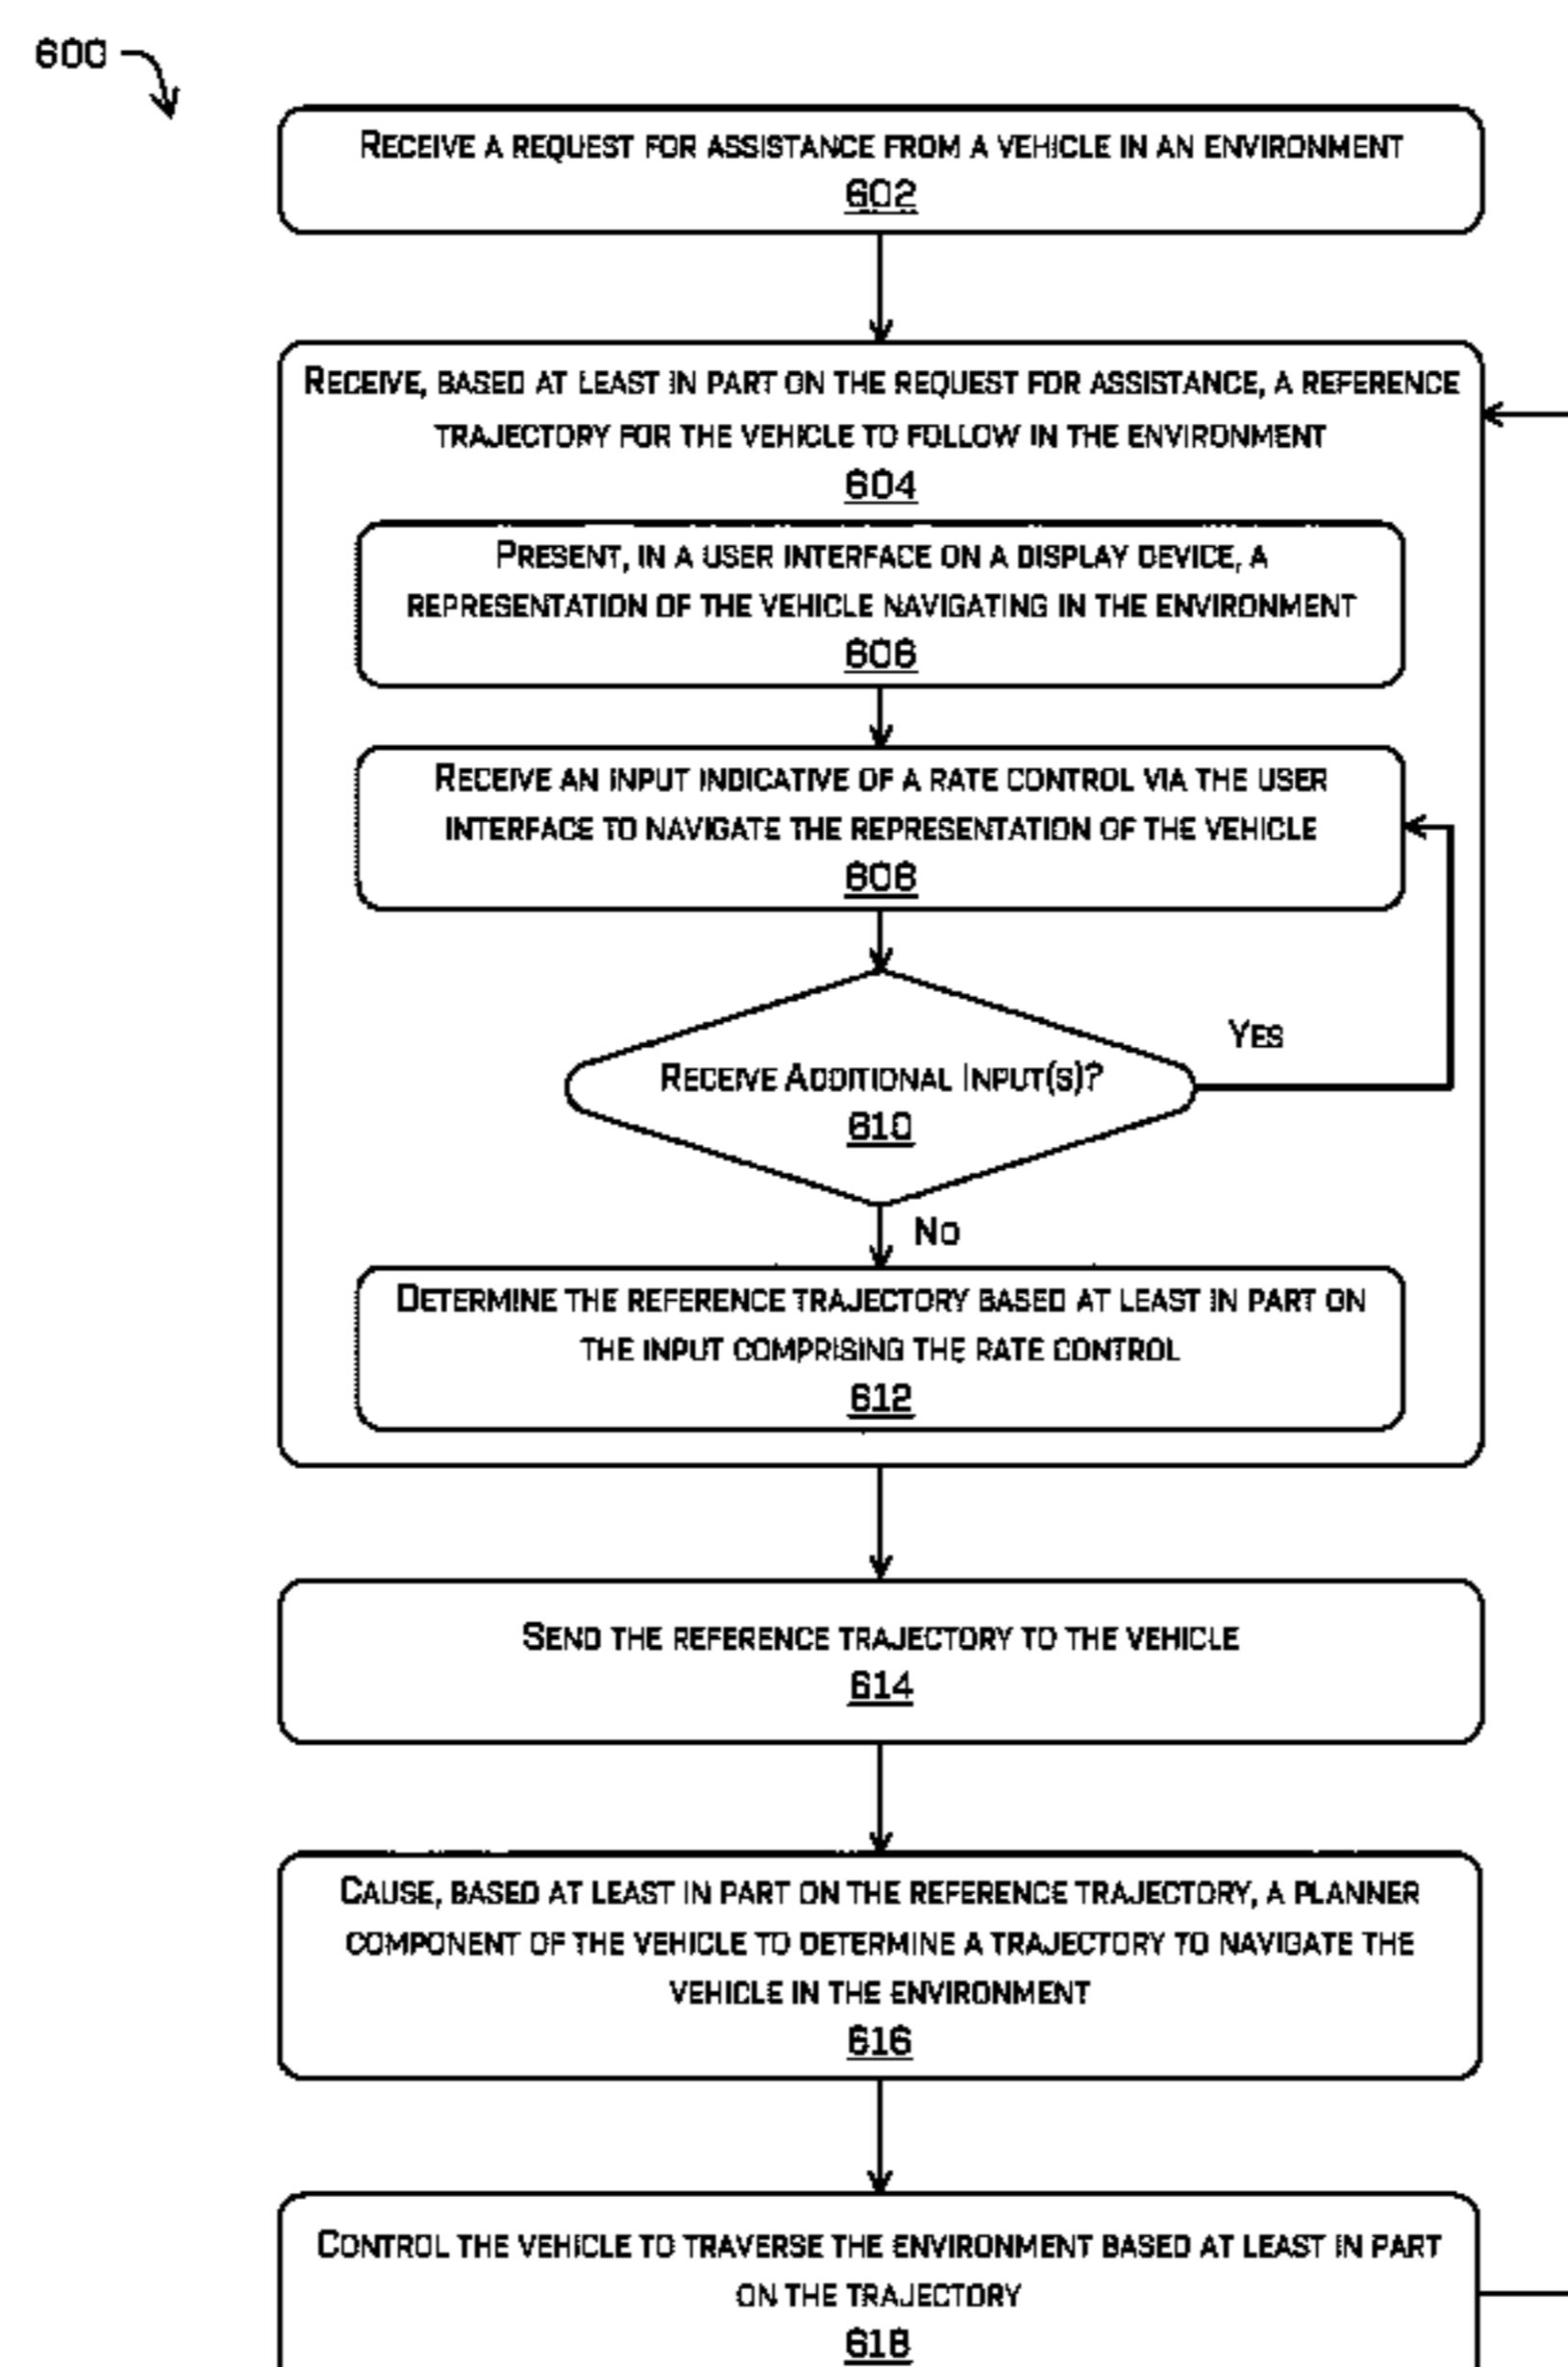 600
RECEIVE A REQUEST FOR ASSISTANCE FROM A VEHICLE IN AN ENVIRONMENT
602
RECEIVE, BASED AT LEAST IN PART ON THE REQUEST FOR ASSISTANCE, A REFERENCE
TRAJECTORY FOR THE VEHICLE TO FOLLOW IN THE ENVIRONMENT
604
PRESENT, IN A USER INTERFACE ON A DISPLAY DEVICE, A
REPRESENTATION OF THE VEHICLE NAVIGATING IN THE ENVIRONMENT
606
RECEIVE AN INPUT INDICATIVE OF A RATE CONTROL VIA THE USER
INTERFACE TO NAVIGATE THE REPRESENTATION OF THE VEHICLE
608
YES
RECEIVE ADDITIONAL INPUT(S)?
610
NO
DETERMINE THE REFERENCE TRAJECTORY BASED AT LEAST IN PART ON
THE INPUT COMPRISING THE RATE CONTROL
612
SEND THE REFERENCE TRAJECTORY TO THE VEHICLE
614
CAUSE, BASED AT LEAST IN PART ON THE REFERENCE TRAJECTORY, A PLANNER
COMPONENT OF THE VEHICLE TO DETERMINE A TRAJECTORY TO NAVIGATE THE
VEHICLE IN THE ENVIRONMENT
616
CONTROL THE VEHICLE TO TRAVERSE THE ENVIRONMENT BASED AT LEAST IN PART
ON THE TRAJECTORY
618